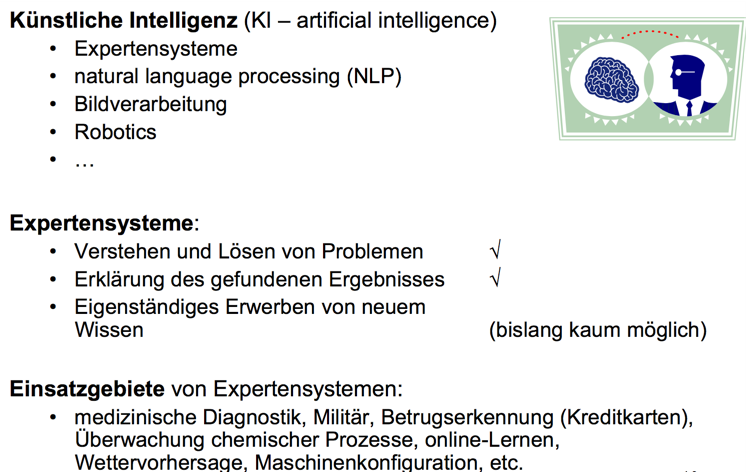 Künstliche Intelligenz (KI – artificial intelligence)
• Expertensysteme
• natural language processing (NLP)
• Bildverarbeitung
• Robotics
• …
Expertensysteme:
• Verstehen und Lösen von Problemen √
• Erklärung des gefundenen Ergebnisses √
• Eigenständiges Erwerben von neuem
Wissen (bislang kaum möglich)
Einsatzgebiete von Expertensystemen:
• medizinische Diagnostik, Militär, Betrugserkennung (Kreditkarten),
Überwachung chemischer Prozesse, online-Lernen,
Wettervorhersage, Maschinenkonfiguration, etc.